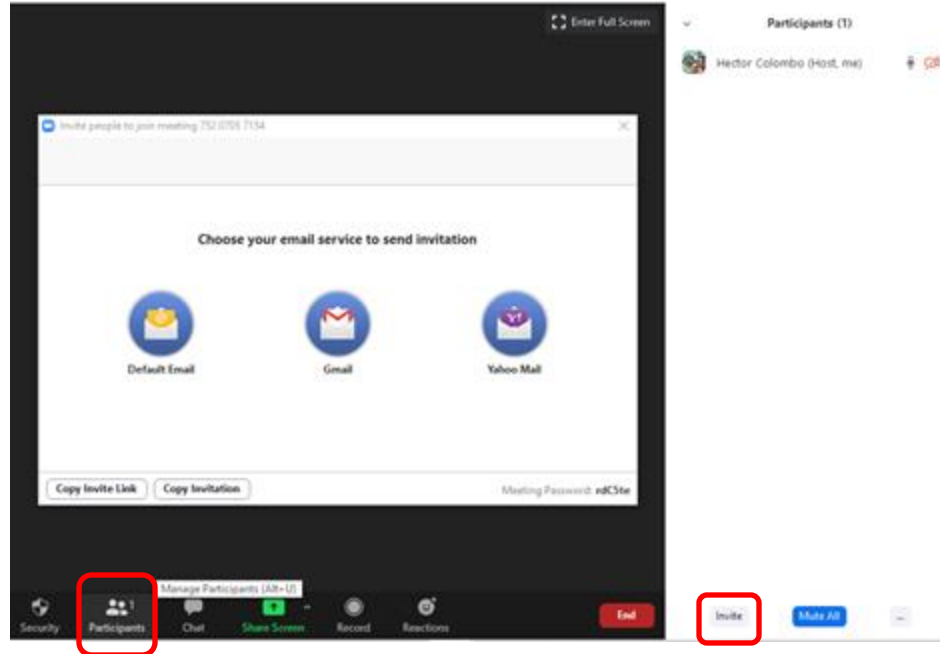 Enter Full Screen
Participants (1)
Hector Colombo (Host, me)
Invite people to join meeting 752 0705 7154
Choose your email service to send invitation
Default Email
Gmail
Yahoo Mail
Copy Invite Link
Copy Invitation
Meeting Password: rdC5te
Manage Participants (Alt+U)
1
Security
Participants
Chat
Share Screen
Record
Reactions
End
Invite
Mute All
...